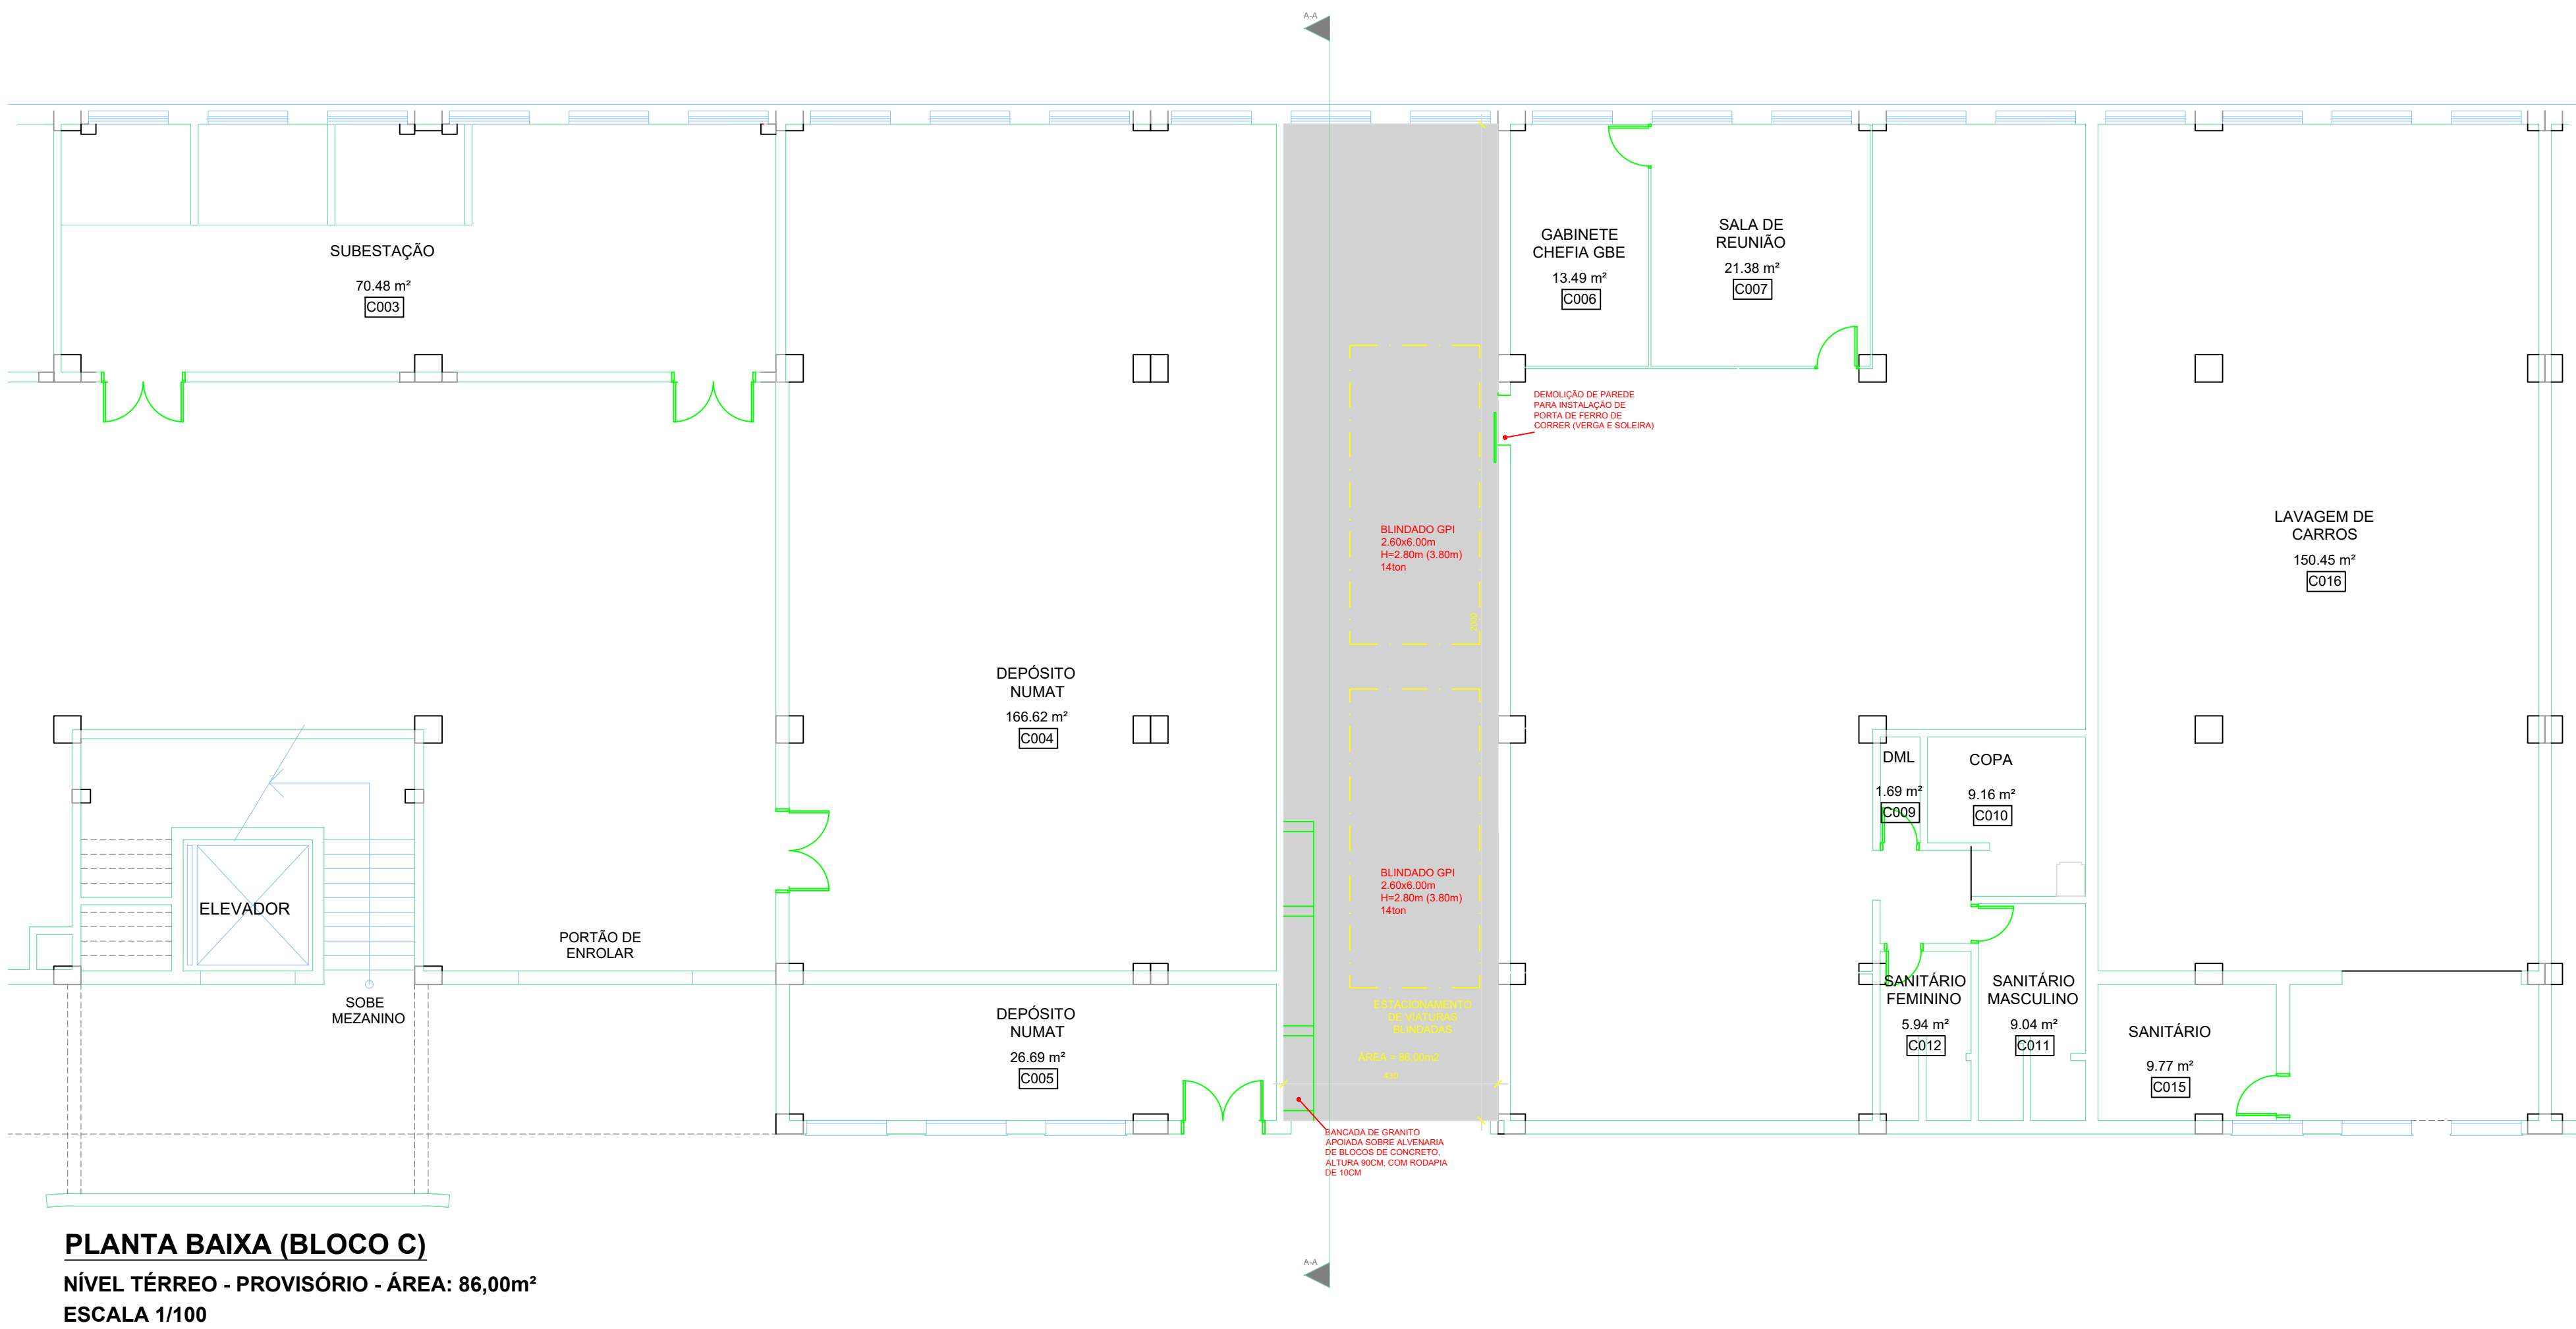 A-A
SUBESTAÇÃO
70.48 m²
C003
GABINETE
CHEFIA GBE
13.49 m²
C006
SALA DE
REUNIÃO
21.38 m²
C007
DEMOLIÇÃO DE PAREDE
PARA INSTALAÇÃO DE
PORTA DE FERRO DE
CORRER (VERGA E SOLEIRA)
BLINDADO GPI
2.60x6.00m
H=2.80m (3.80m)
14ton
LAVAGEM DE
CARROS
150.45 m²
C016
DEPÓSITO
NUMAT
166.62 m²
C004
DML
1.69 m²
C009
COPA
9.16 m²
C010
BLINDADO GPI
2.60x6.00m
H=2.80m (3.80m)
14ton
ELEVADOR
PORTÃO DE
ENROLAR
SOBE
MEZANINO
DEPÓSITO
NUMAT
26.69 m²
C005
ESTACIONAMENTO
DE VIATURAS
BLINDADAS
SANITÁRIO
FEMININO
5.94 m²
C012
SANITÁRIO
MASCULINO
9.04 m²
C011
SANITÁRIO
9.77 m²
C015
BANCADA DE GRANITO
APOIADA SOBRE ALVENARIA
DE BLOCOS DE CONCRETO,
ALTURA 90CM, COM RODAPIA
DE 10CM
A-A
PLANTA BAIXA (BLOCO C)
NÍVEL TÉRREO - PROVISÓRIO - ÁREA: 86,00m²
ESCALA 1/100